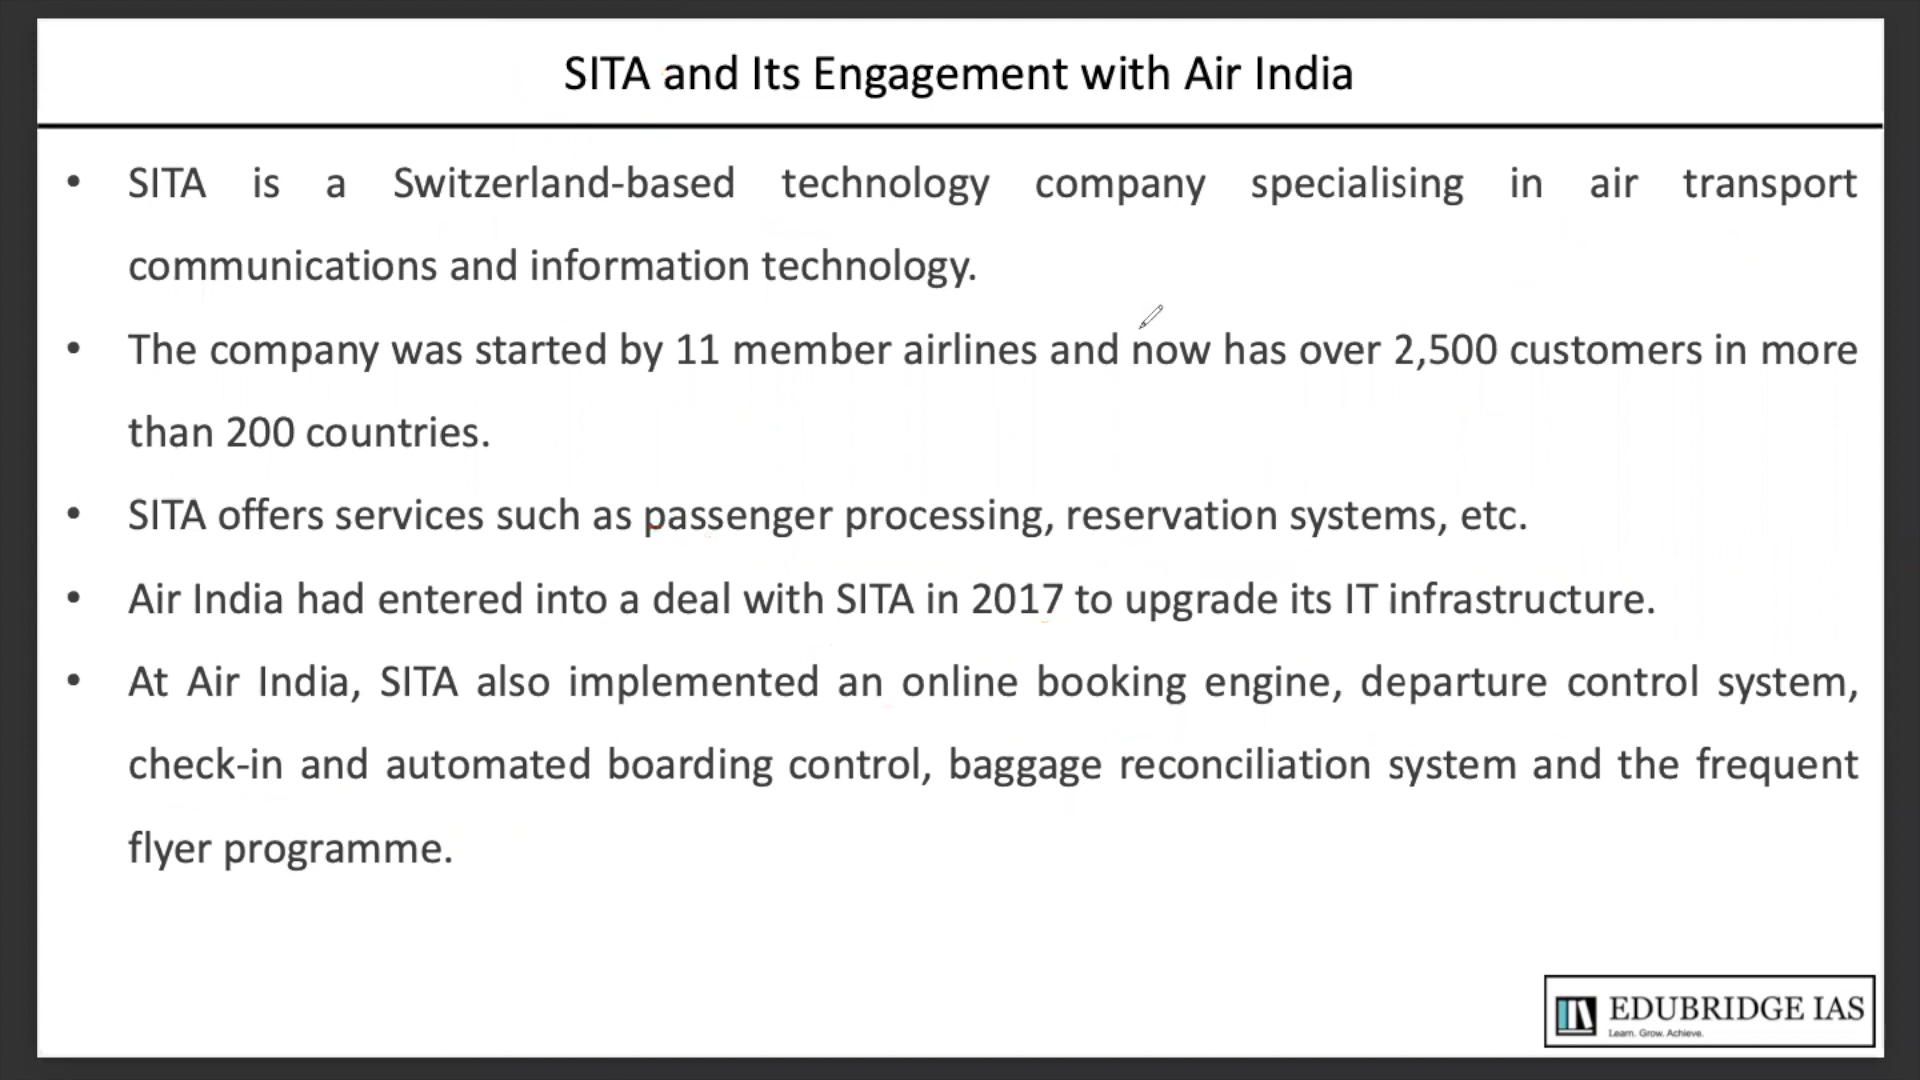 SITA and Its Engagement with Air India
• SITA is a Switzerland-based technology company specialising in air transport
communications and information technology.
• The company was started by 11 member airlines and now has over 2,500 customers in more
than 200 countries.
• SITA offers services such as passenger processing, reservation systems, etc.
• Air India had entered into a deal with SITA in 2017 to upgrade its IT infrastructure.
• At Air India, SITA also implemented an online booking engine, departure control system,
check-in and automated boarding control, baggage reconciliation system and the frequent
flyer programme.
EDUBRIDGE IAS
Learn. Grow. Achieve.